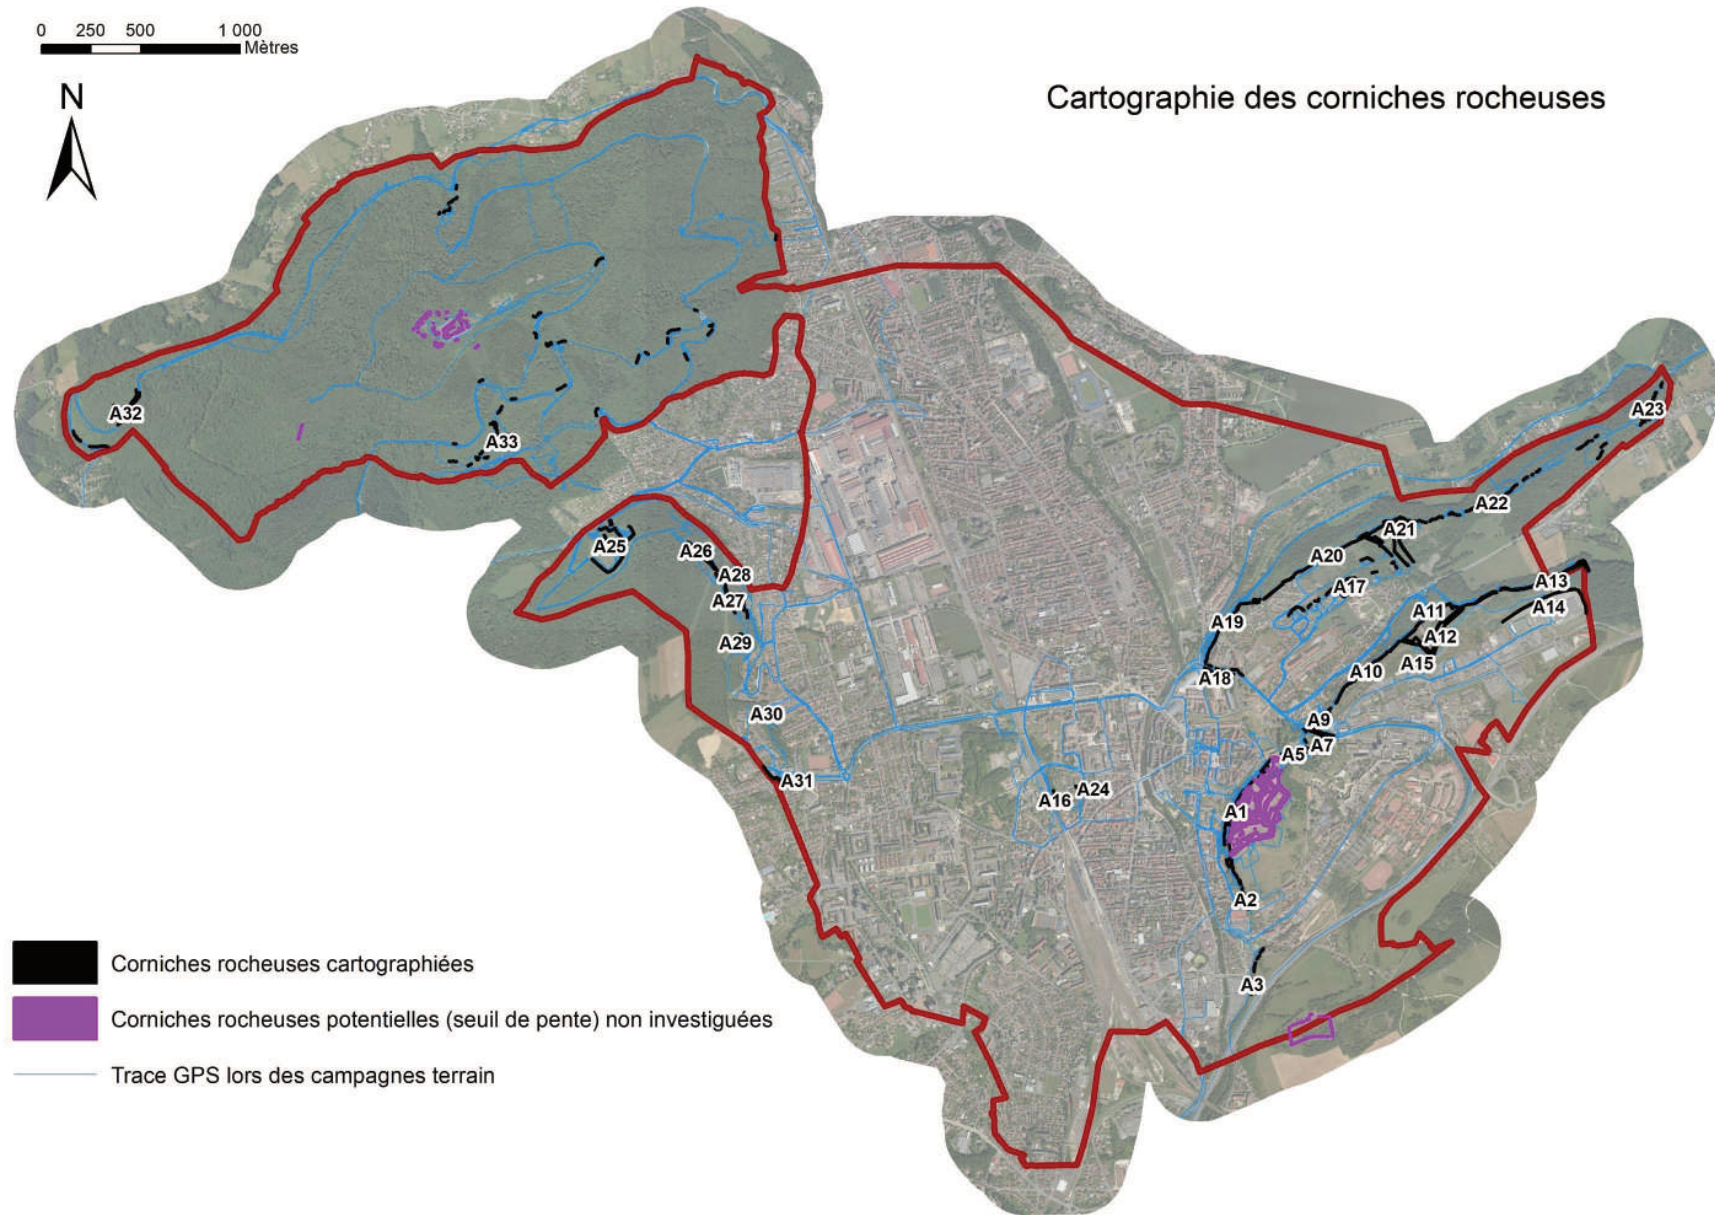 0 250 500 1 000
Mètres
N
Cartographie des corniches rocheuses
A32
A33
A23
A22
A21
A20
A25
A26
A28
A27
A17
A13
A14
A11
A12
A19
A29
A15
A10
A18
A30
A9
A7
A5
A31
A24
A16
A1
A2
A3
Corniches rocheuses cartographiées
Corniches rocheuses potentielles (seuil de pente) non investiguées
Trace GPS lors des campagnes terrain